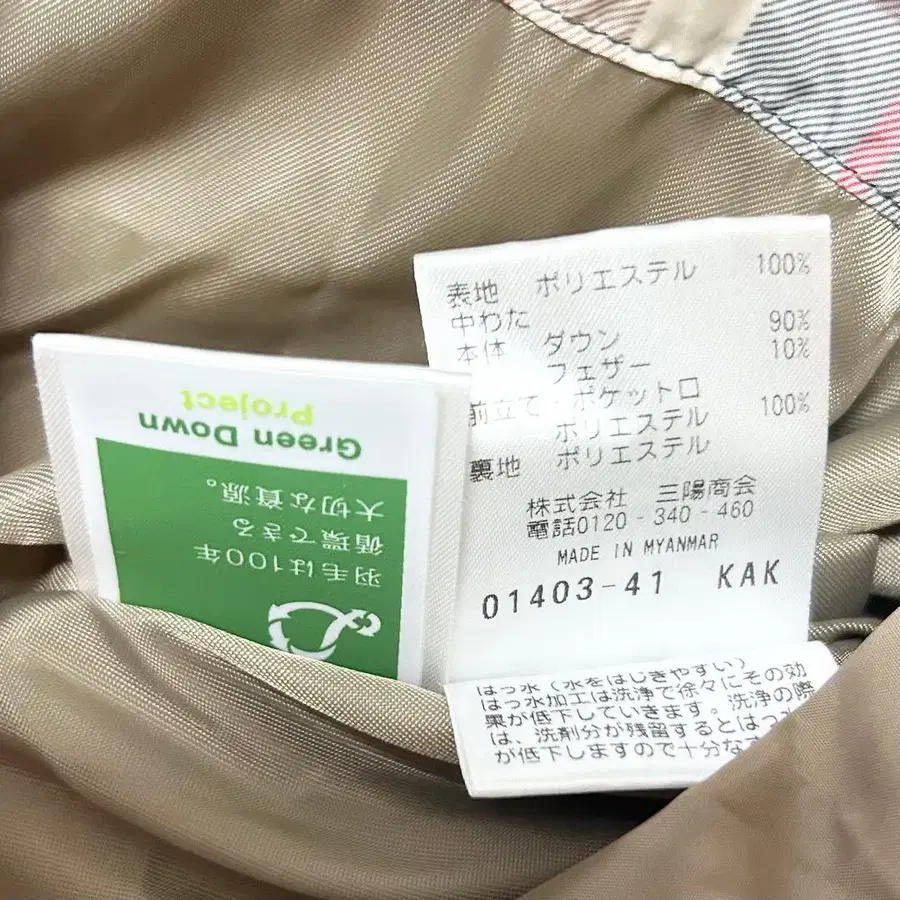 表地 ポリエステル 100%
中わた
本体 ダウン 90%
フェザー 10%
前立て・ポケット口
ポリエステル 100%
裏地 ポリエステル
株式会社 三陽商会
電話0120-340-460
MADE IN MYANMAR
01403-41 KAK
はっ水(水をはじきやすい)
はっ水加工は洗浄で徐々にその効
果が低下していきます。洗浄の際
は、洗剤分が残留するとはっ水
が低下しますので十分な
Green Down
Project
羽毛は100年
循環できる
大切な資源。